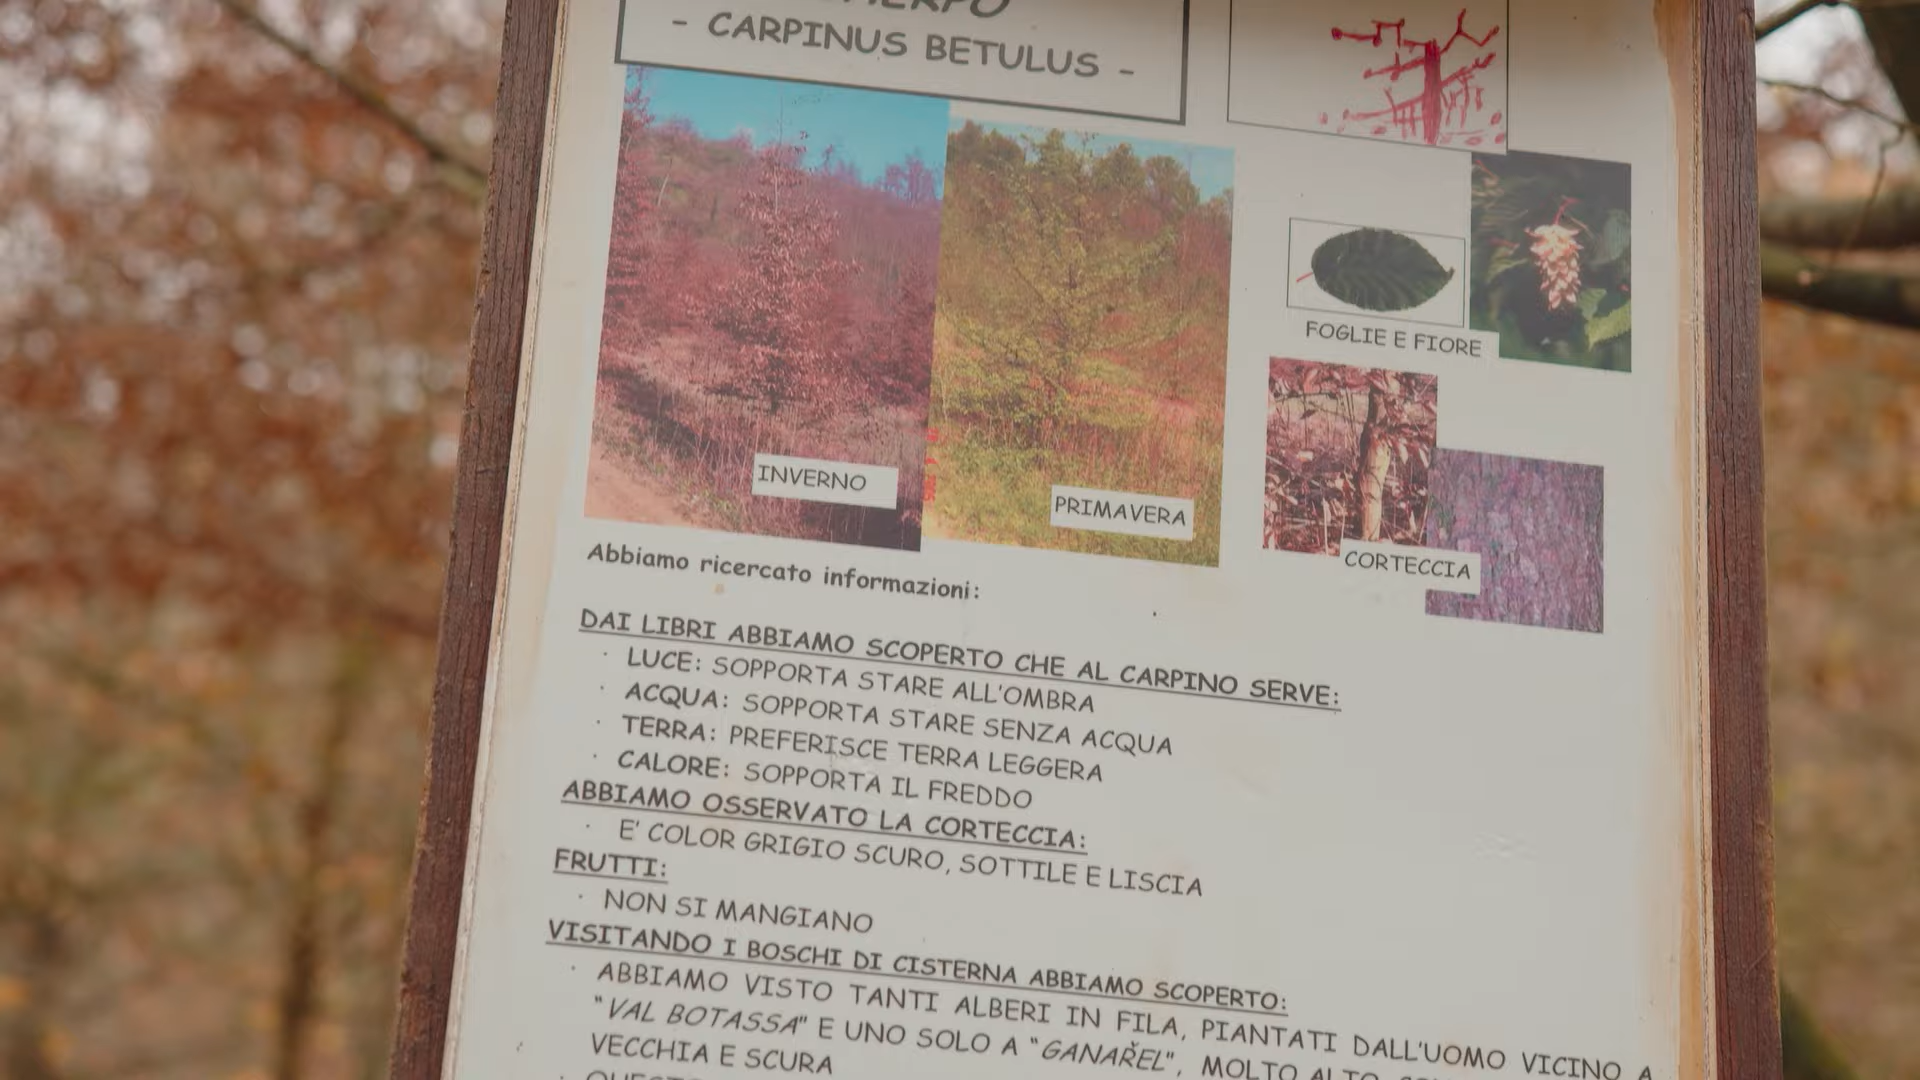 - CARPINUS BETULUS -
FOGLIE E FIORE
INVERNO
PRIMAVERA
CORTECCIA
Abbiamo ricercato informazioni:
DAI LIBRI ABBIAMO SCOPERTO CHE AL CARPINO SERVE:
· LUCE: SOPPORTA STARE ALL'OMBRA
· ACQUA: SOPPORTA STARE SENZA ACQUA
· TERRA: PREFERISCE TERRA LEGGERA
· CALORE: SOPPORTA IL FREDDO
ABBIAMO OSSERVATO LA CORTECCIA:
· E' COLOR GRIGIO SCURO, SOTTILE E LISCIA
FRUTTI:
· NON SI MANGIANO
VISITANDO I BOSCHI DI CISTERNA ABBIAMO SCOPERTO:
· ABBIAMO VISTO TANTI ALBERI IN FILA, PIANTATI DALL'UOMO VICINO A
"VAL BOTASSA" E UNO SOLO A "GANAŘEL", MOLTO ALTO,
VECCHIA E SCURA